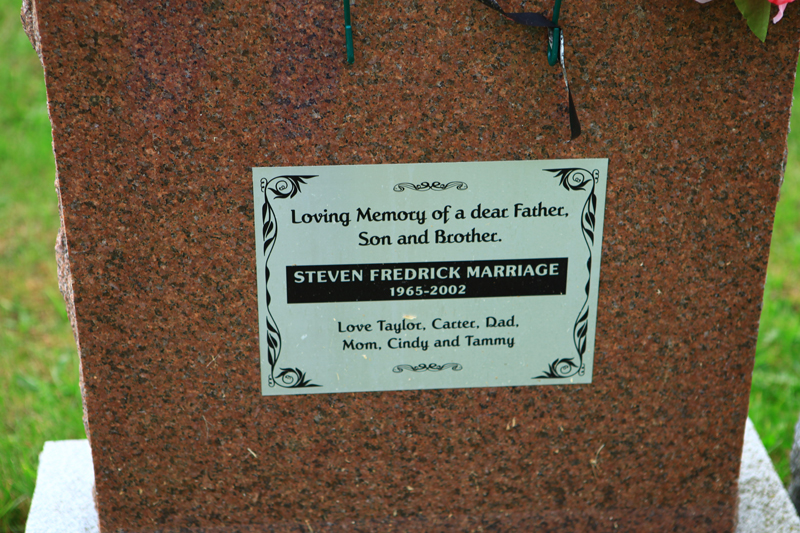 Loving Memory of a dear Father,
Son and Brother.
STEVEN FREDRICK MARRIAGE
1965-2002
Love Taylor, Carter, Dad,
Mom, Cindy and Tammy